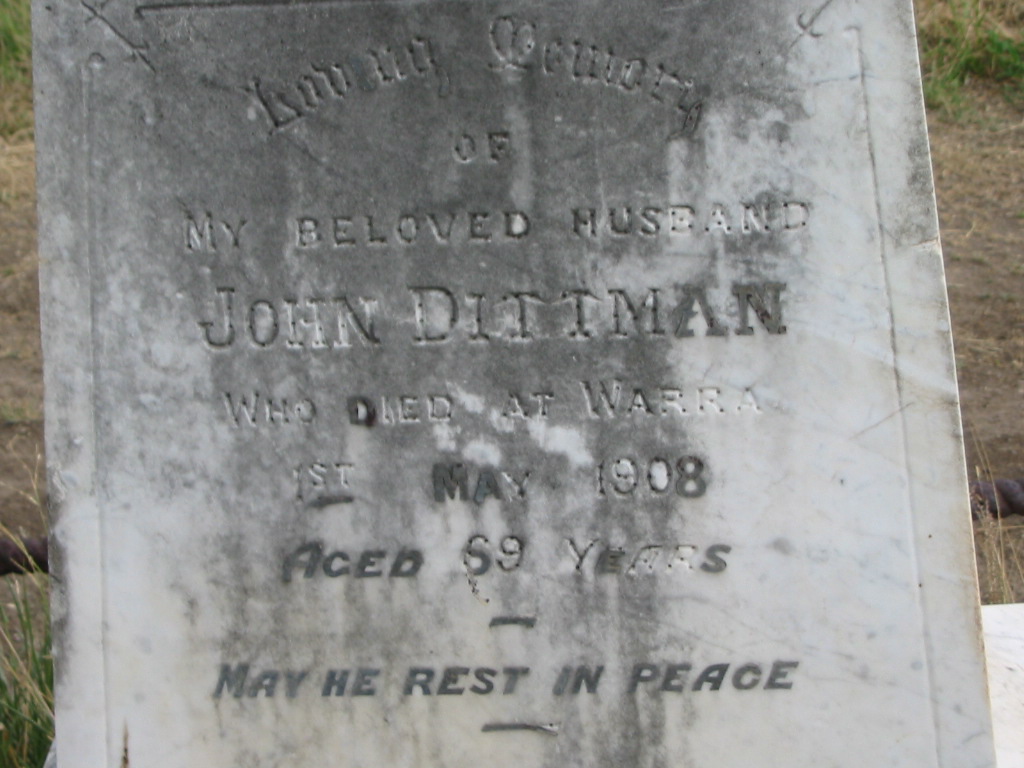 Loving Memory
OF
MY BELOVED HUSBAND
JOHN DITTMAN
WHO DIED AT WARRA
1ST MAY 1908
AGED 69 YEARS
MAY HE REST IN PEACE